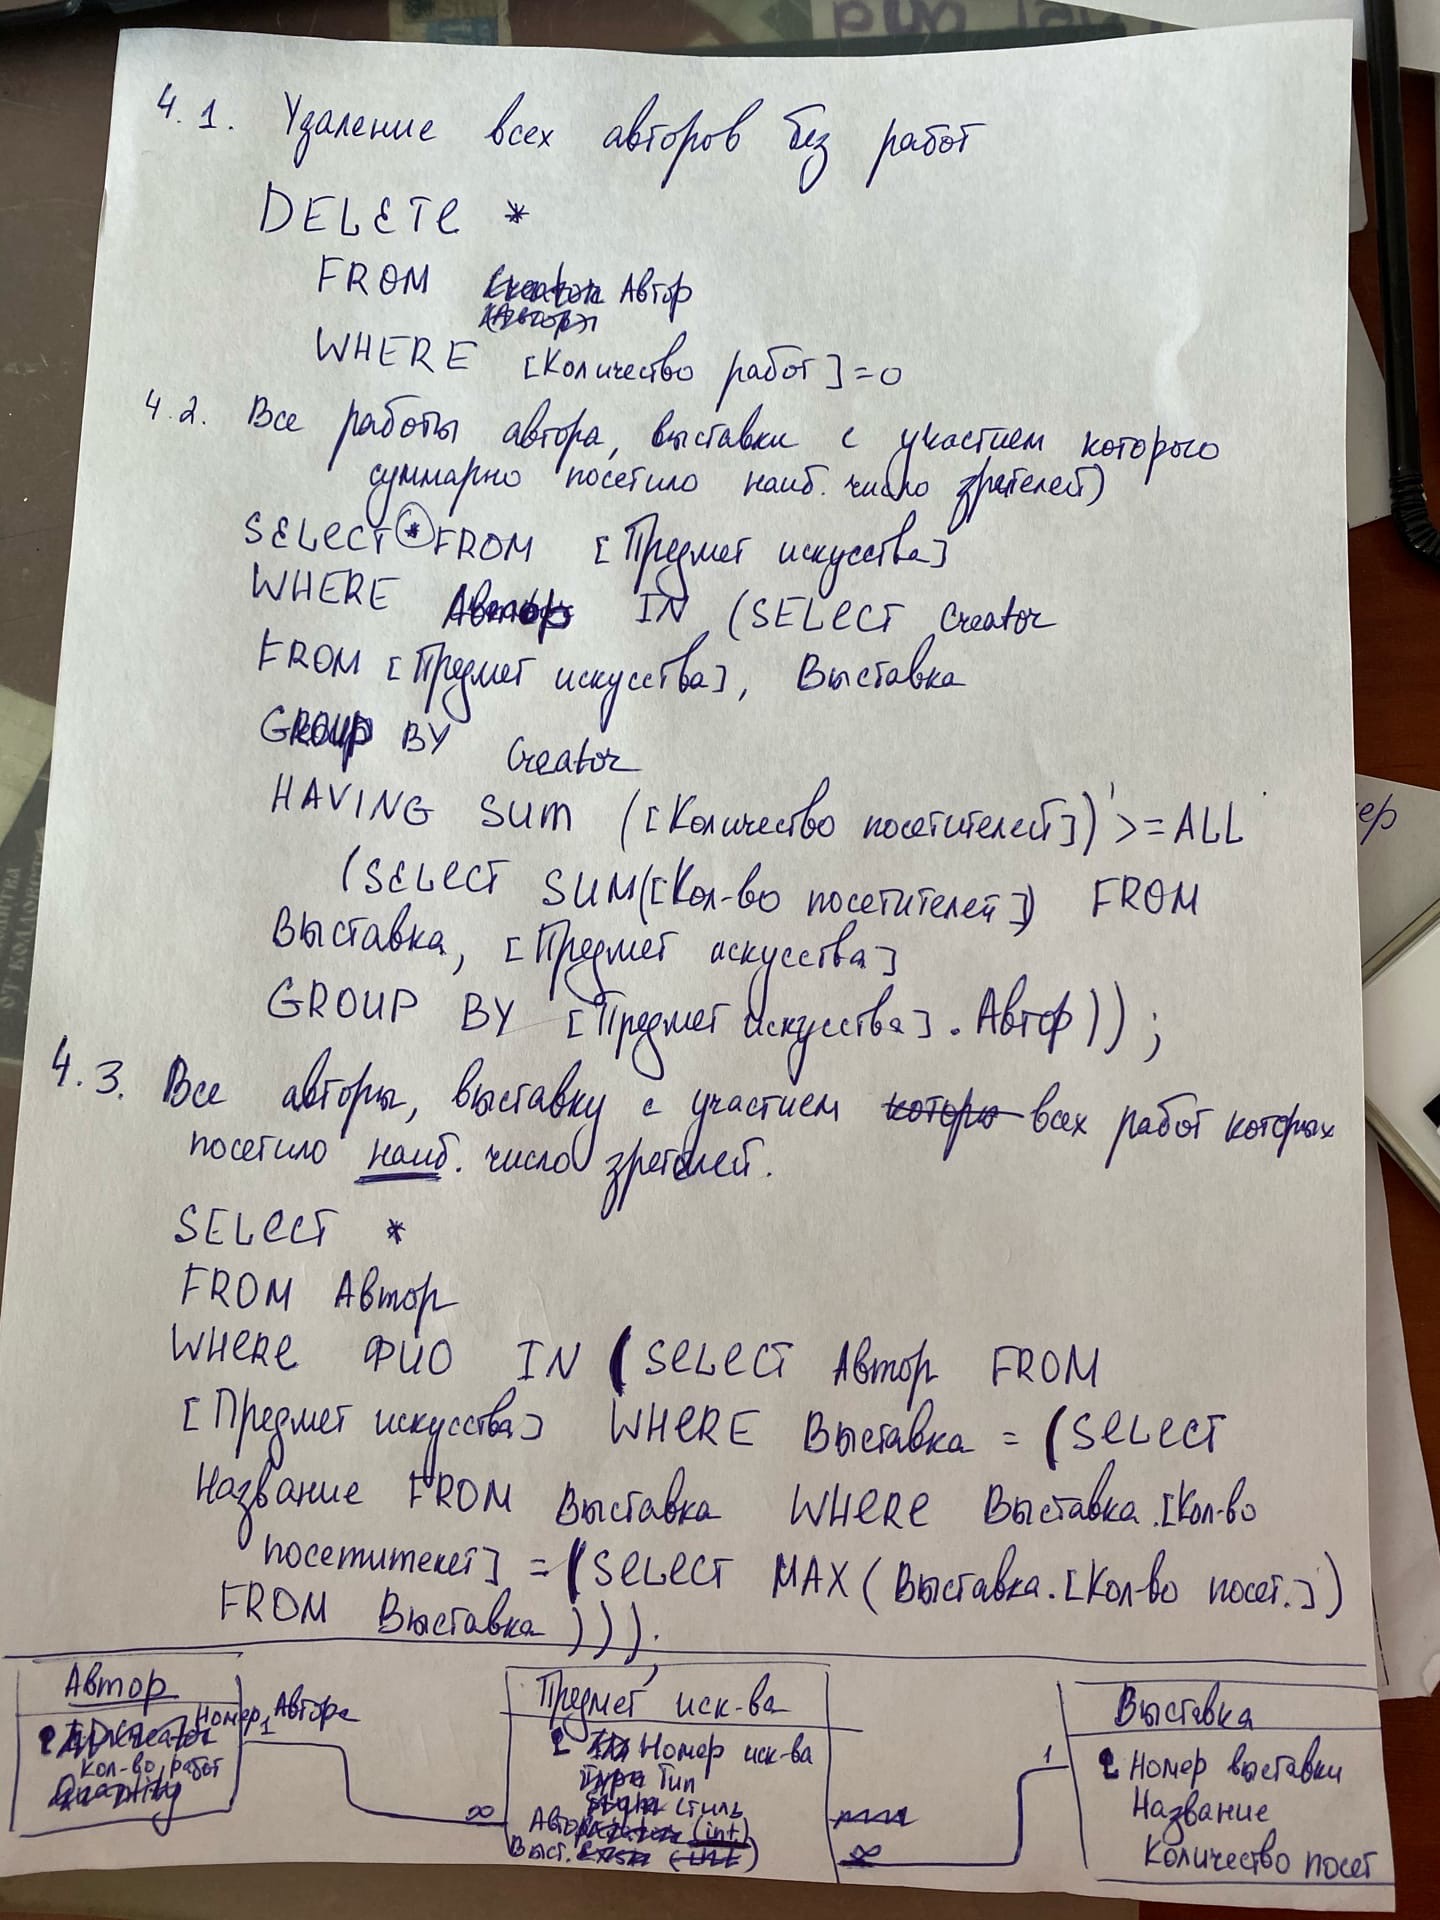 4.1. Удаление всех авторов без работ
DELETE *
FROM Автор
WHERE [Количество работ]=0
4.2. Все работы автора, выставки с участием которого
суммарно посетило наиб. число зрителей)
SELECT * FROM [Предмет искусства]
WHERE Автор IN (SELECT Creator
FROM [Предмет искусства], Выставка
GROUP BY Creator
HAVING SUM ([Количество посетителей]) >= ALL
(SELECT SUM([Кол-во посетителей]) FROM
Выставка, [Предмет искусства]
GROUP BY [Предмет искусства].Автор));
4.3. Все авторы, выставку с участием всех работ которых
посетило наиб. число зрителей.
SELECT *
FROM Автор
WHERE ФИО IN (SELECT Автор FROM
[Предмет искусства] WHERE Выставка = (SELECT
Название FROM Выставка WHERE Выставка.[Кол-во
посетителей] = (SELECT MAX(Выставка.[Кол-во посет.])
FROM Выставка)));
Автор
Номер Автора
Кол-во работ
1
∞
Предмет иск-ва
Номер иск-ва
Тип
Стиль
Автор (int)
Выст.
∞
1
Выставка
Номер выставки
Название
Количество посет